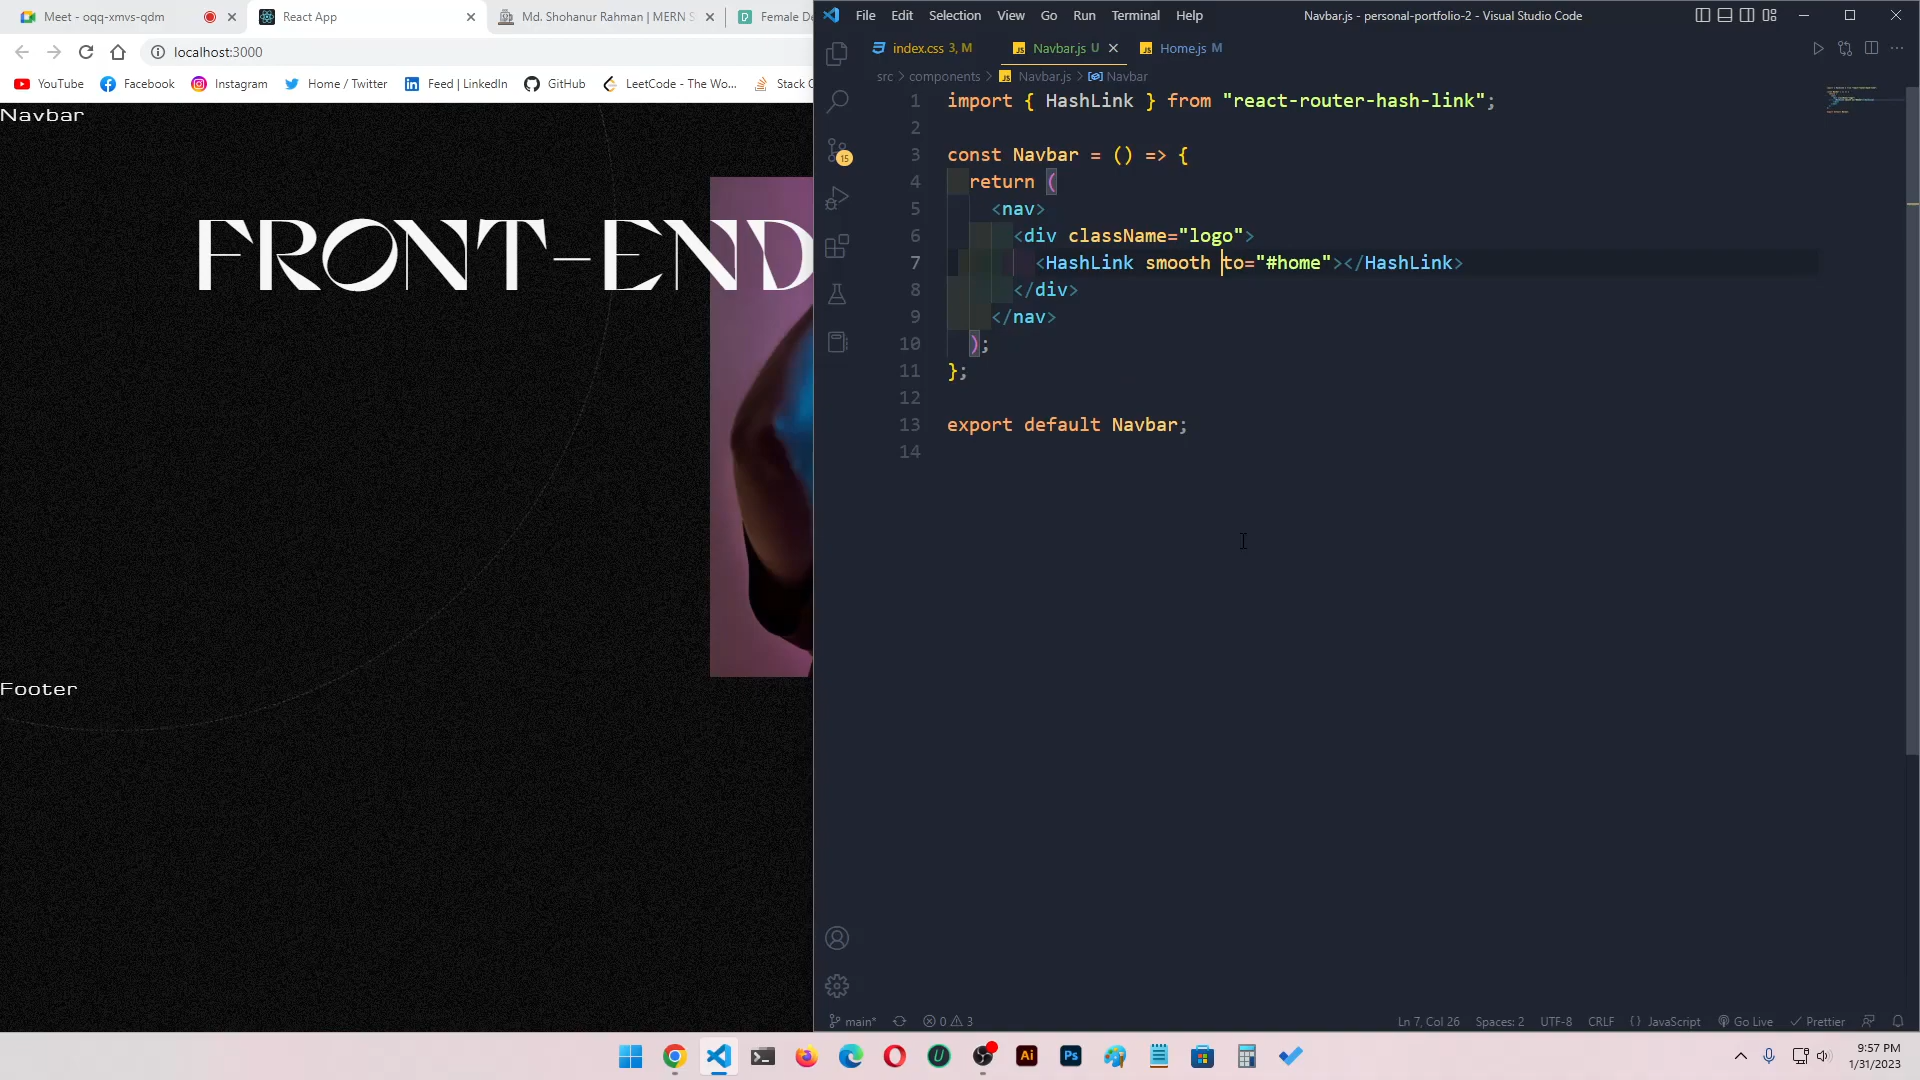 Meet - oqq-xmvs-qdm
React App
Md. Shohanur Rahman | MERN S
Female De
localhost:3000
YouTube
Facebook
Instagram
Home / Twitter
Feed | LinkedIn
GitHub
LeetCode - The Wo...
Stack O
Navbar
FRONT-END
Footer
File Edit Selection View Go Run Terminal Help
Navbar.js - personal-portfolio-2 - Visual Studio Code
index.css 3, M
Navbar.js U
Home.js M
src > components > Navbar.js > Navbar
1 import { HashLink } from "react-router-hash-link";
2
3 const Navbar = () => {
4 return (
5 <nav>
6 <div className="logo">
7 <HashLink smooth to="#home"></HashLink>
8 </div>
9 </nav>
10 );
11 };
12
13 export default Navbar;
14
15
main* 0 3
Ln 7, Col 26 Spaces: 2 UTF-8 CRLF {} JavaScript Go Live Prettier
9:57 PM
1/31/2023